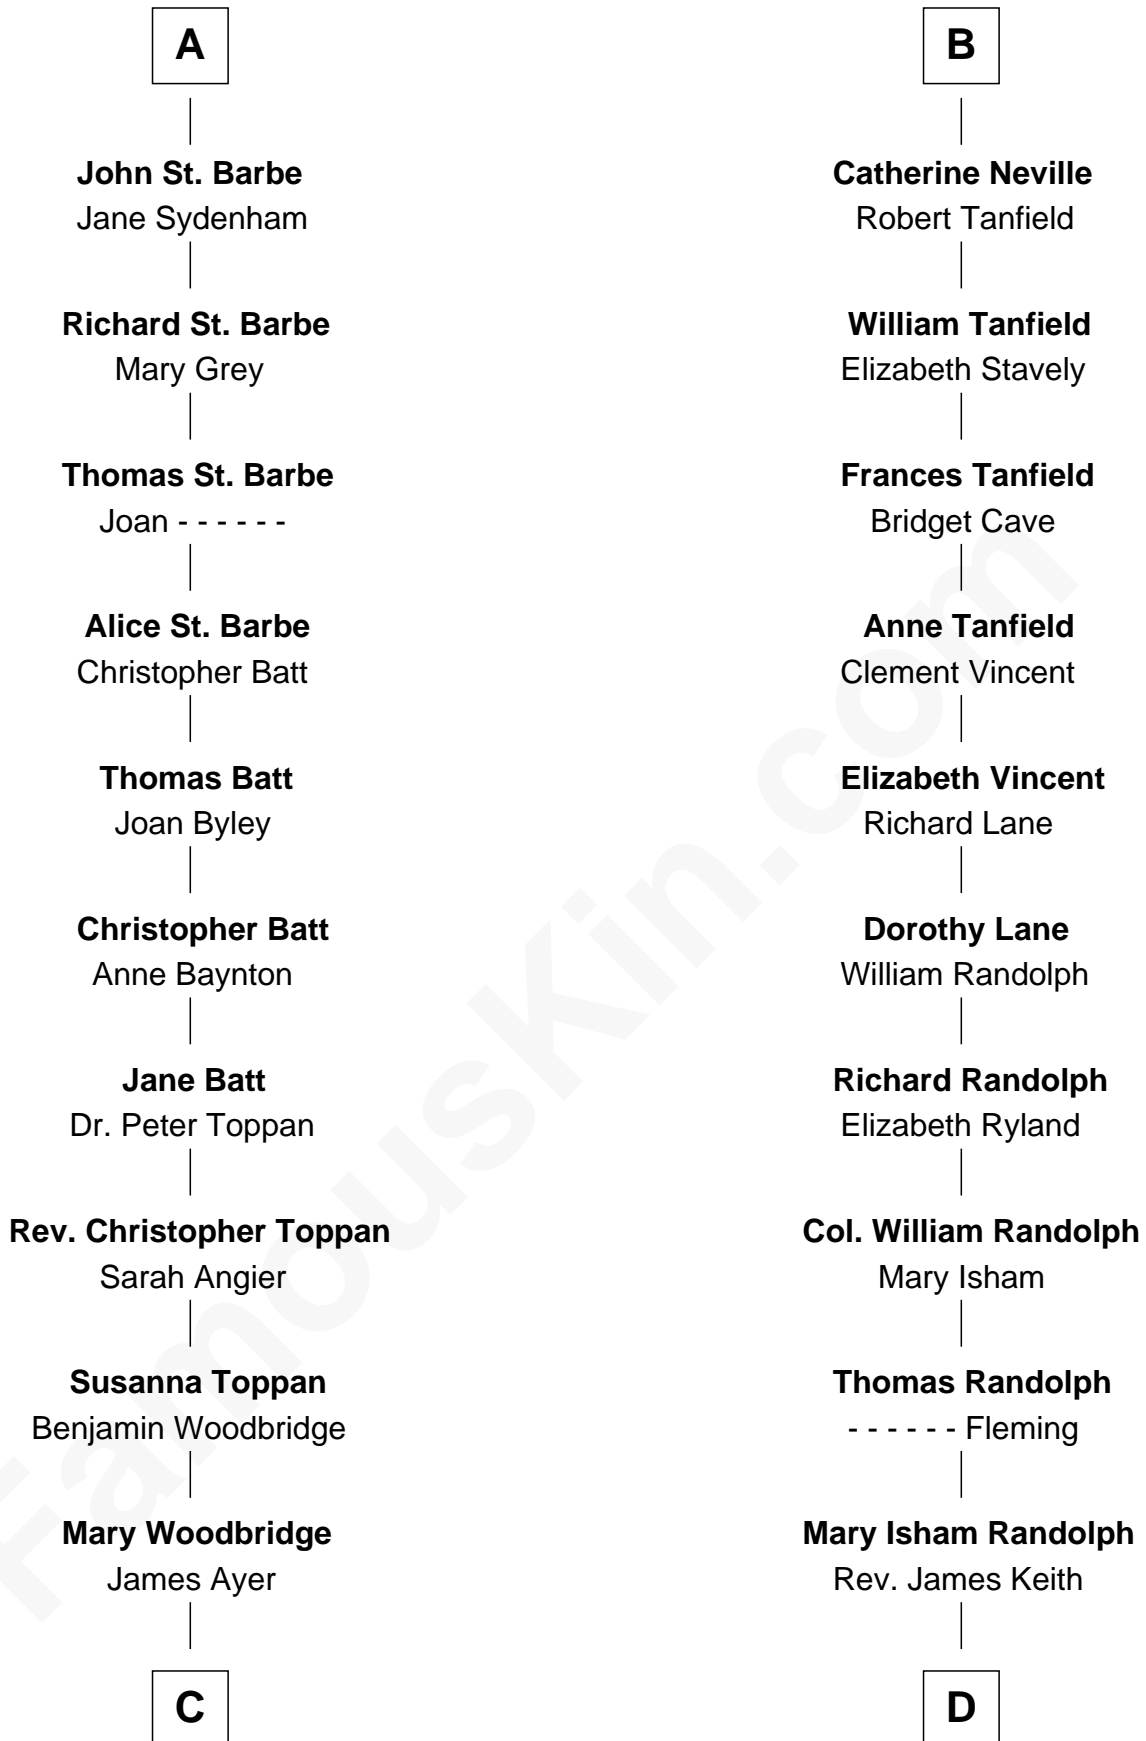 A
John St. Barbe
Jane Sydenham
Richard St. Barbe
Mary Grey
Thomas St. Barbe
Joan - - - - - -
Alice St. Barbe
Christopher Batt
Thomas Batt
Joan Byley
Christopher Batt
Anne Baynton
Jane Batt
Dr. Peter Toppan
Rev. Christopher Toppan
Sarah Angier
Susanna Toppan
Benjamin Woodbridge
Mary Woodbridge
James Ayer
C
B
Catherine Neville
Robert Tanfield
William Tanfield
Elizabeth Stavely
Frances Tanfield
Bridget Cave
Anne Tanfield
Clement Vincent
Elizabeth Vincent
Richard Lane
Dorothy Lane
William Randolph
Richard Randolph
Elizabeth Ryland
Col. William Randolph
Mary Isham
Thomas Randolph
- - - - - - Fleming
Mary Isham Randolph
Rev. James Keith
D
FamousKin.com